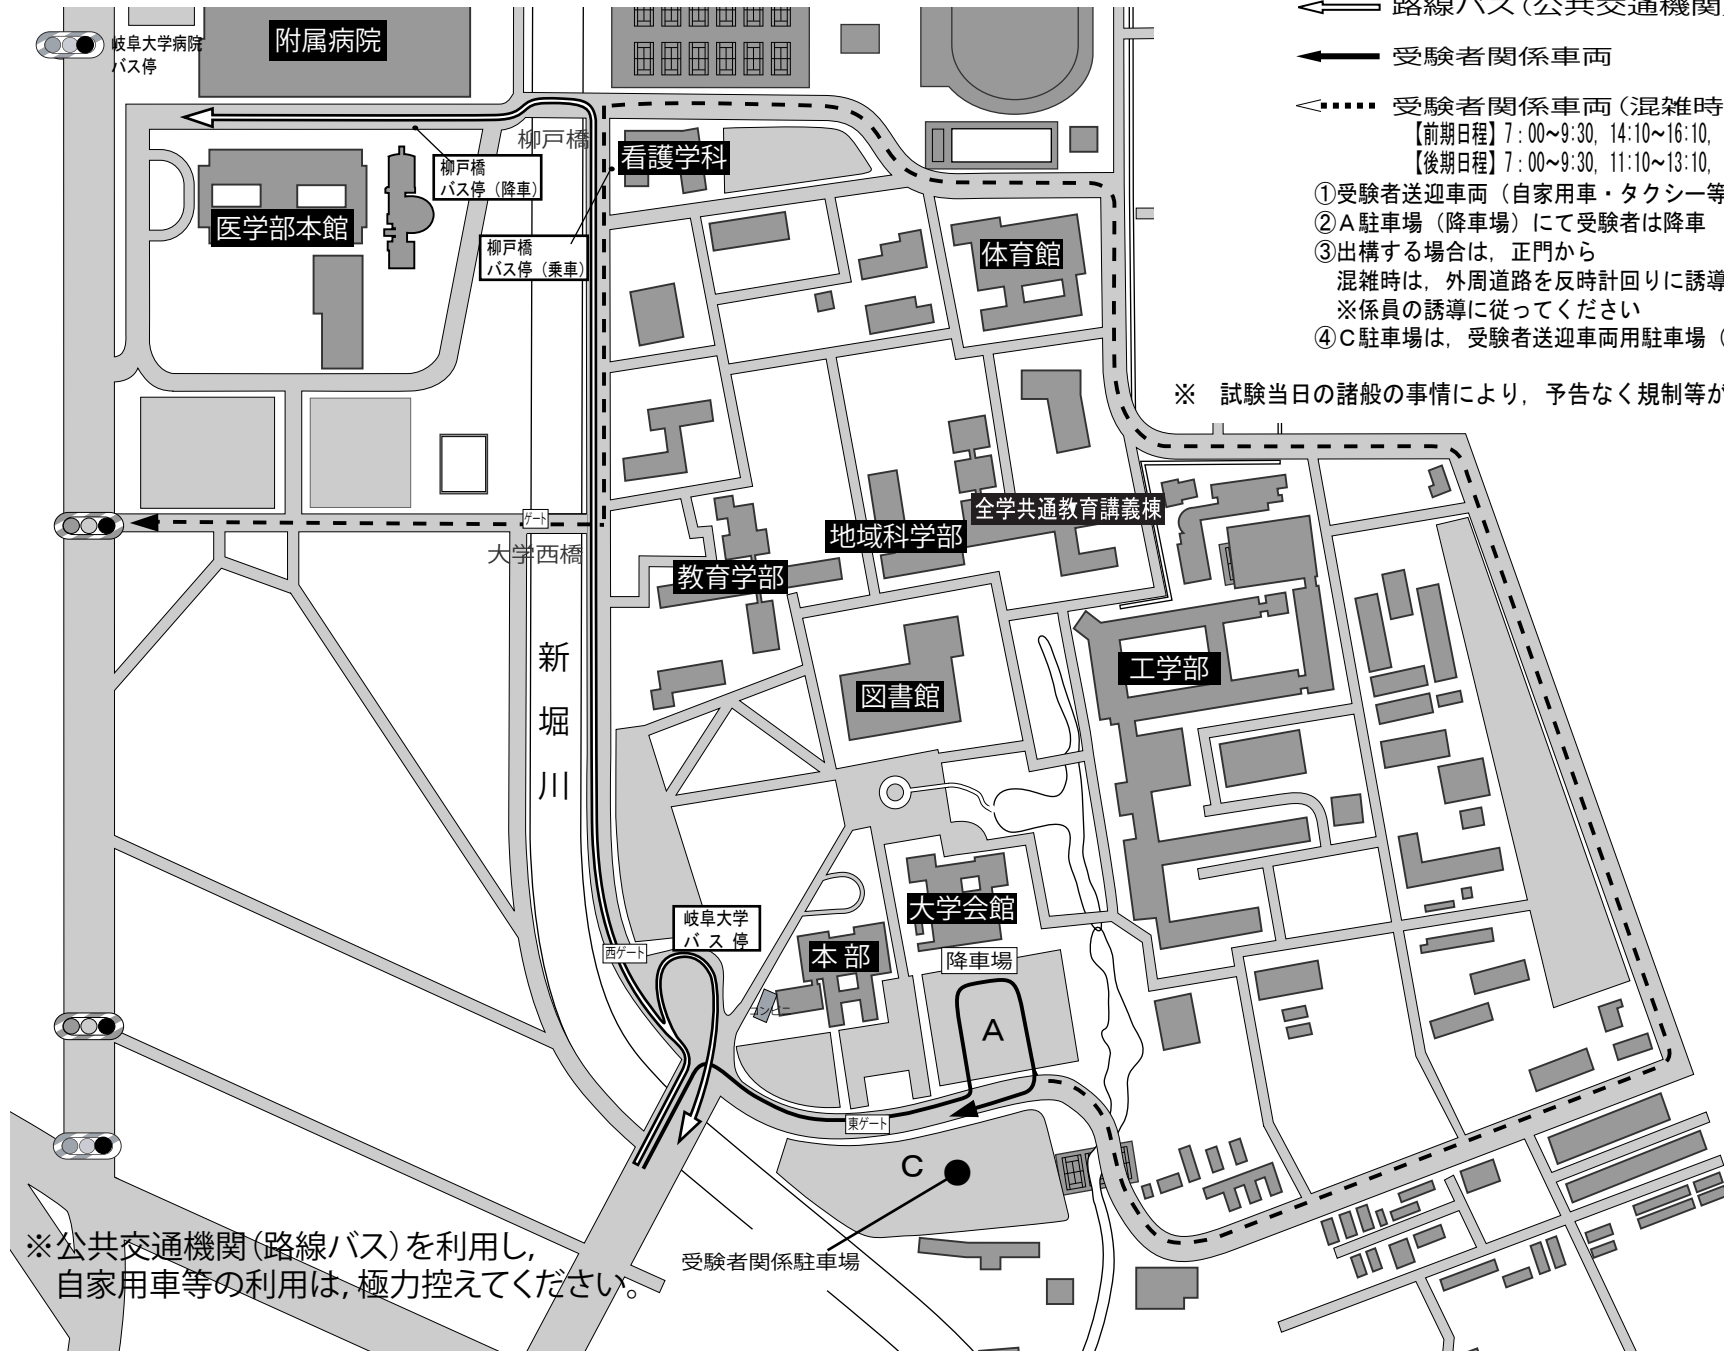 路線バス（公共交通機関
受験者関係車両
受験者関係車両（混雑時
【前期日程】7:00〜9:30, 14:10〜16:10,
【後期日程】7:00〜9:30, 11:10〜13:10,
①受験者送迎車両（自家用車・タクシー等
②Ａ駐車場（降車場）にて受験者は降車
③出構する場合は，正門から
混雑時は，外周道路を反時計回りに誘導
※係員の誘導に従ってください
④Ｃ駐車場は，受験者送迎車両用駐車場（
※　試験当日の諸般の事情により，予告なく規制等が
岐阜大学病院
バス停
附属病院
柳戸橋
柳戸橋
バス停（降車）
看護学科
医学部本館
柳戸橋
バス停（乗車）
体育館
ゲート
大学西橋
全学共通教育講義棟
地域科学部
教育学部
新堀川
工学部
図書館
大学会館
岐阜大学
バス停
西ゲート
本部
降車場
コンビニ
A
東ゲート
C
受験者関係駐車場
※公共交通機関（路線バス）を利用し，
自家用車等の利用は，極力控えてください。